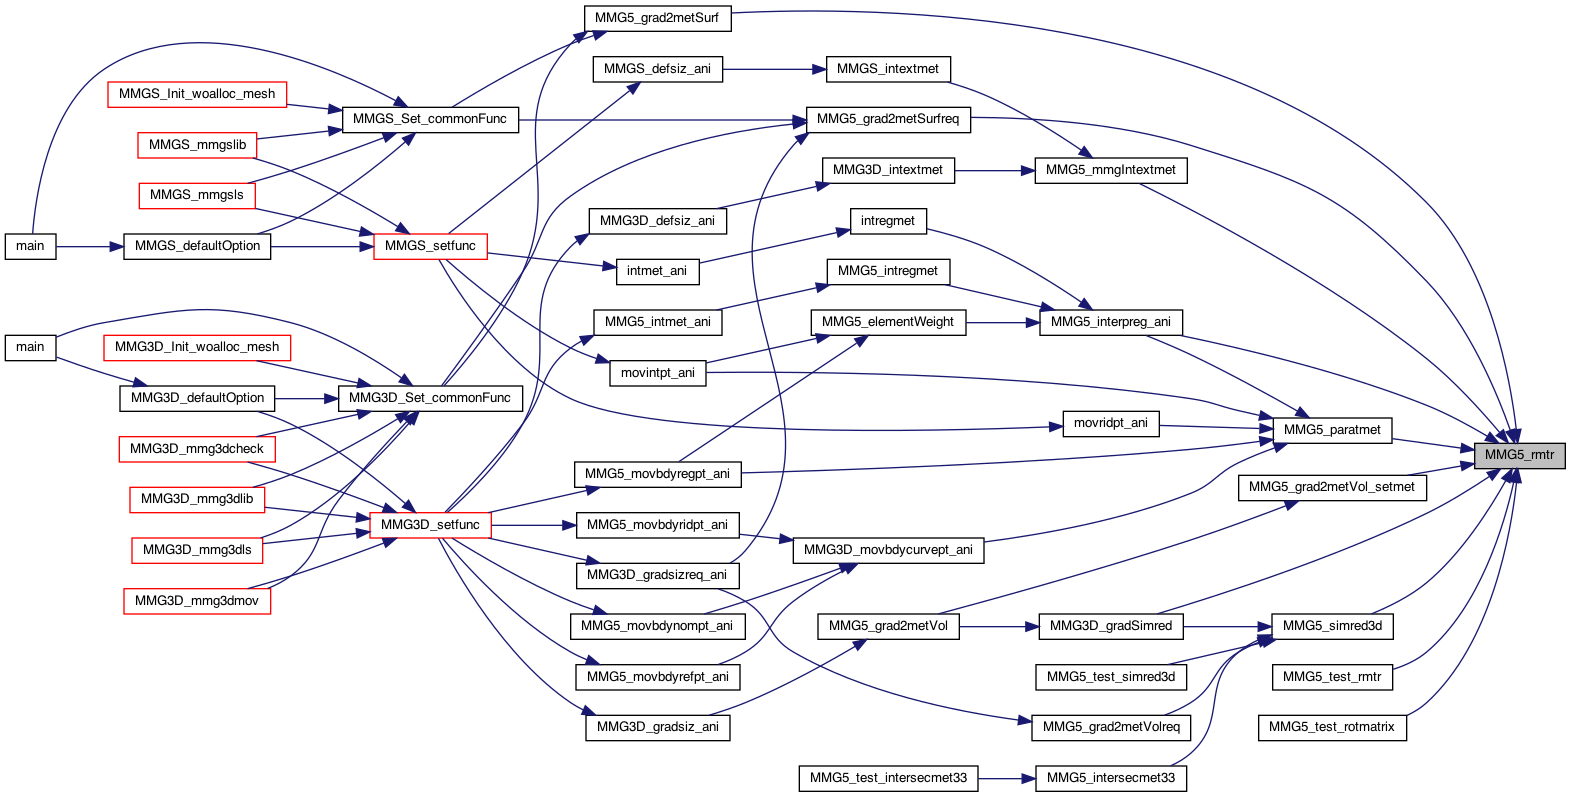 MMG5_grad2metSurf
MMGS_defsiz_ani
MMGS_intextmet
MMGS_Init_woalloc_mesh
MMGS_Set_commonFunc
MMG5_grad2metSurfreq
MMGS_mmgslib
MMG3D_intextmet
MMG5_mmgIntextmet
MMGS_mmgsls
MMG3D_defsiz_ani
intregmet
main
MMGS_defaultOption
MMGS_setfunc
intmet_ani
MMG5_intregmet
MMG5_intmet_ani
MMG5_elementWeight
MMG5_interpreg_ani
main
MMG3D_Init_woalloc_mesh
movintpt_ani
MMG3D_defaultOption
MMG3D_Set_commonFunc
movridpt_ani
MMG5_paratmet
MMG3D_mmg3dcheck
MMG5_rmtr
MMG5_movbdyregpt_ani
MMG5_grad2metVol_setmet
MMG3D_mmg3dlib
MMG3D_setfunc
MMG5_movbdyridpt_ani
MMG3D_mmg3dls
MMG3D_movbdycurvept_ani
MMG3D_gradsizreq_ani
MMG3D_mmg3dmov
MMG5_movbdynompt_ani
MMG5_grad2metVol
MMG3D_gradSimred
MMG5_simred3d
MMG5_movbdyrefpt_ani
MMG5_test_simred3d
MMG5_test_rmtr
MMG3D_gradsiz_ani
MMG5_grad2metVolreq
MMG5_test_rotmatrix
MMG5_test_intersecmet33
MMG5_intersecmet33